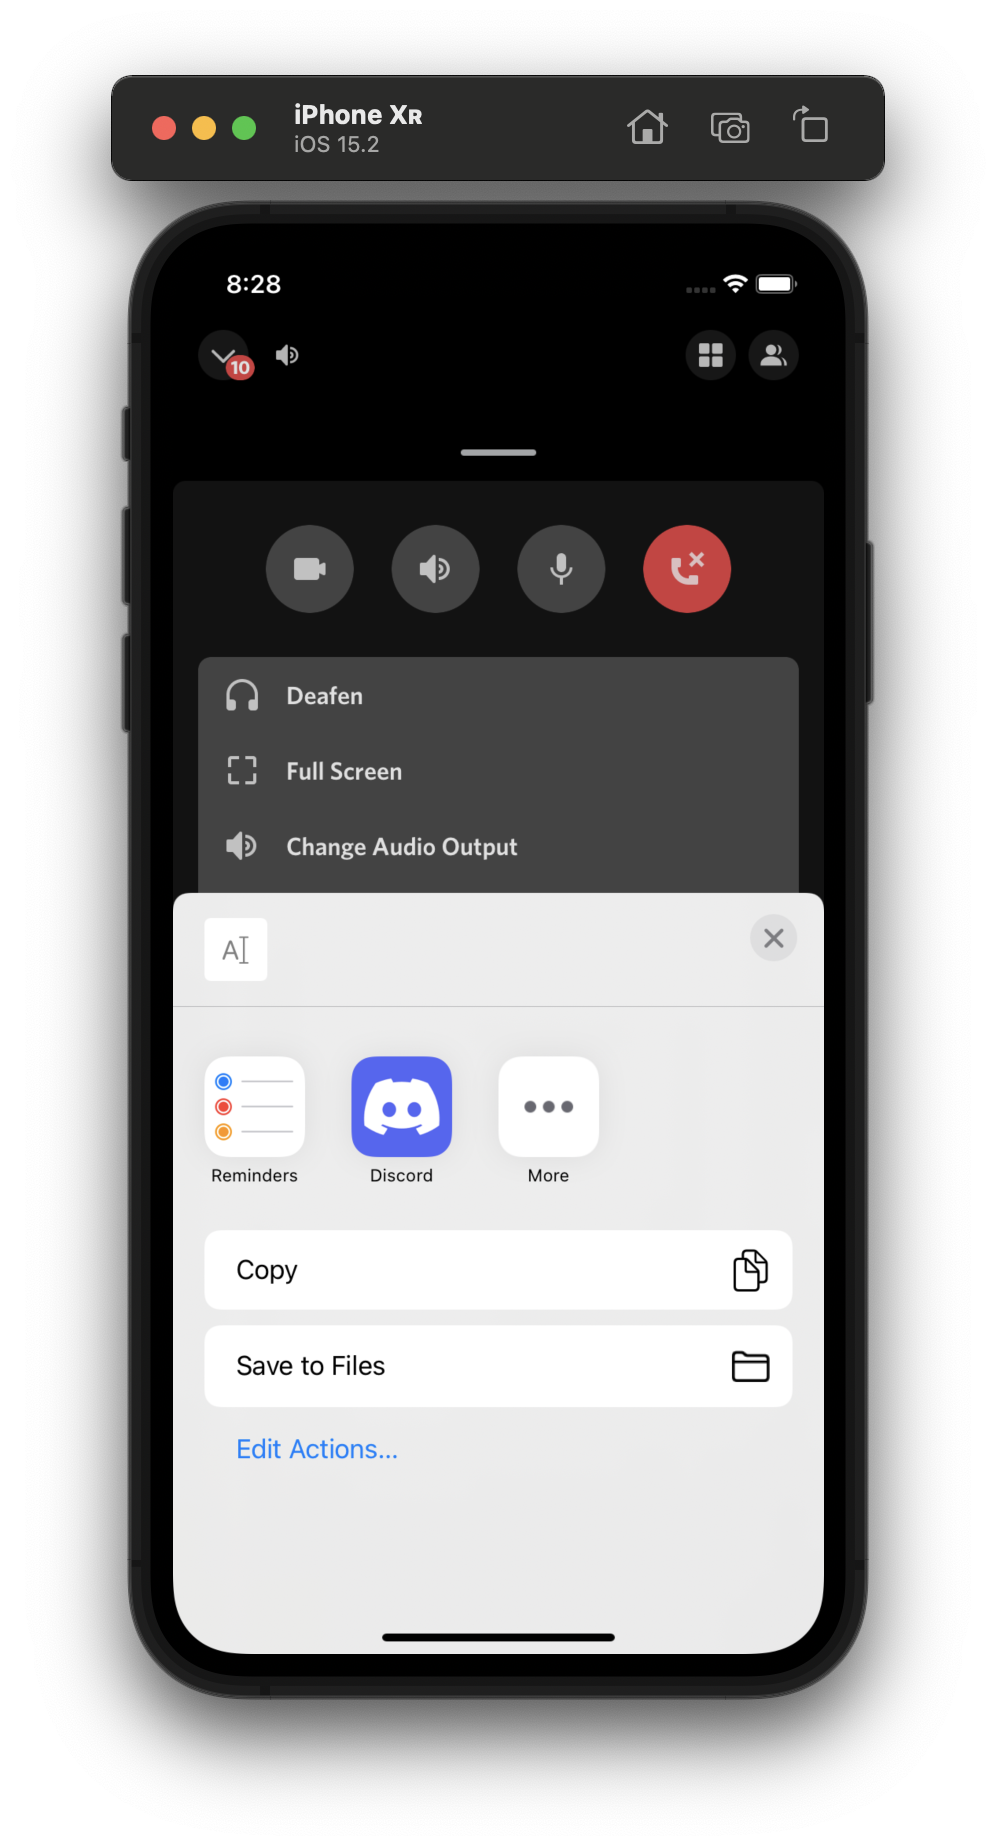 iPhone XR
iOS 15.2
8:28
10
Deafen
Full Screen
Change Audio Output
A
Reminders
Discord
More
Copy
Save to Files
Edit Actions...